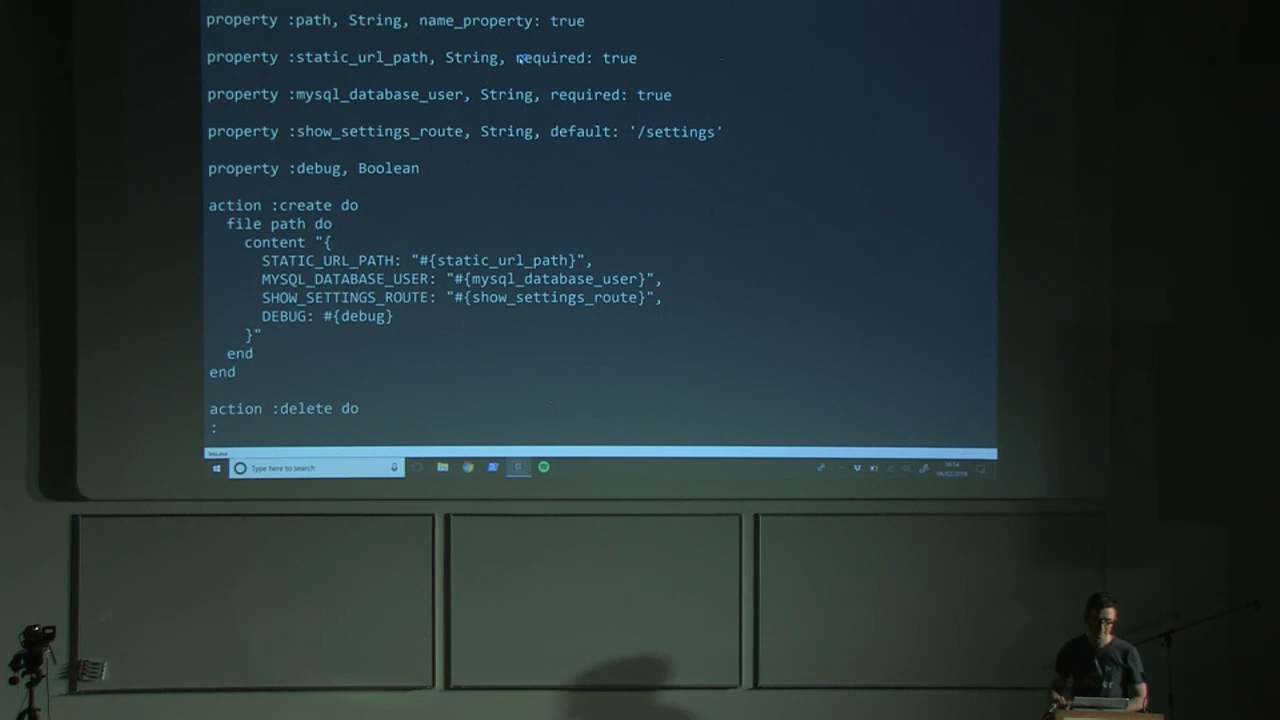 property :path, String, name_property: true
property :static_url_path, String, required: true
property :mysql_database_user, String, required: true
property :show_settings_route, String, default: '/settings'
property :debug, Boolean
action :create do
file path do
content "{
STATIC_URL_PATH: "#{static_url_path}",
MYSQL_DATABASE_USER: "#{mysql_database_user}",
SHOW_SETTINGS_ROUTE: "#{show_settings_route}",
DEBUG: #{debug}
}"
end
end
action :delete do
:
Type here to search
16:54